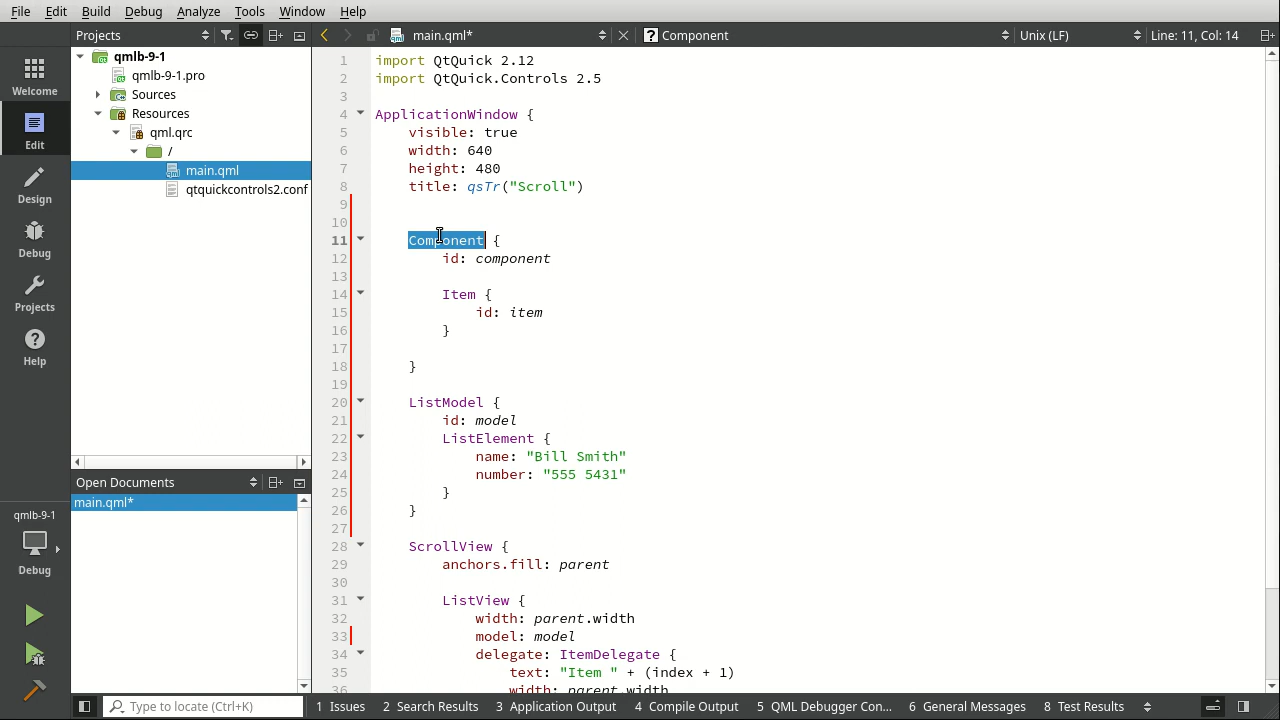 File Edit Build Debug Analyze Tools Window Help
Projects
main.qml*
Component
Unix (LF)
Line: 11, Col: 14
Welcome
Edit
Design
Debug
Projects
Help
qmlb-9-1
Debug
qmlb-9-1
qmlb-9-1.pro
Sources
Resources
qml.qrc
/
main.qml
qtquickcontrols2.conf
Open Documents
main.qml*
1 import QtQuick 2.12
2 import QtQuick.Controls 2.5
3
4 ApplicationWindow {
5 visible: true
6 width: 640
7 height: 480
8 title: qsTr("Scroll")
9
10
11 Component {
12 id: component
13
14 Item {
15 id: item
16 }
17
18 }
19
20 ListModel {
21 id: model
22 ListElement {
23 name: "Bill Smith"
24 number: "555 5431"
25 }
26 }
27
28 ScrollView {
29 anchors.fill: parent
30
31 ListView {
32 width: parent.width
33 model: model
34 delegate: ItemDelegate {
35 text: "Item " + (index + 1)
36 width: parent.width
Type to locate (Ctrl+K)
1 Issues
2 Search Results
3 Application Output
4 Compile Output
5 QML Debugger Con...
6 General Messages
8 Test Results